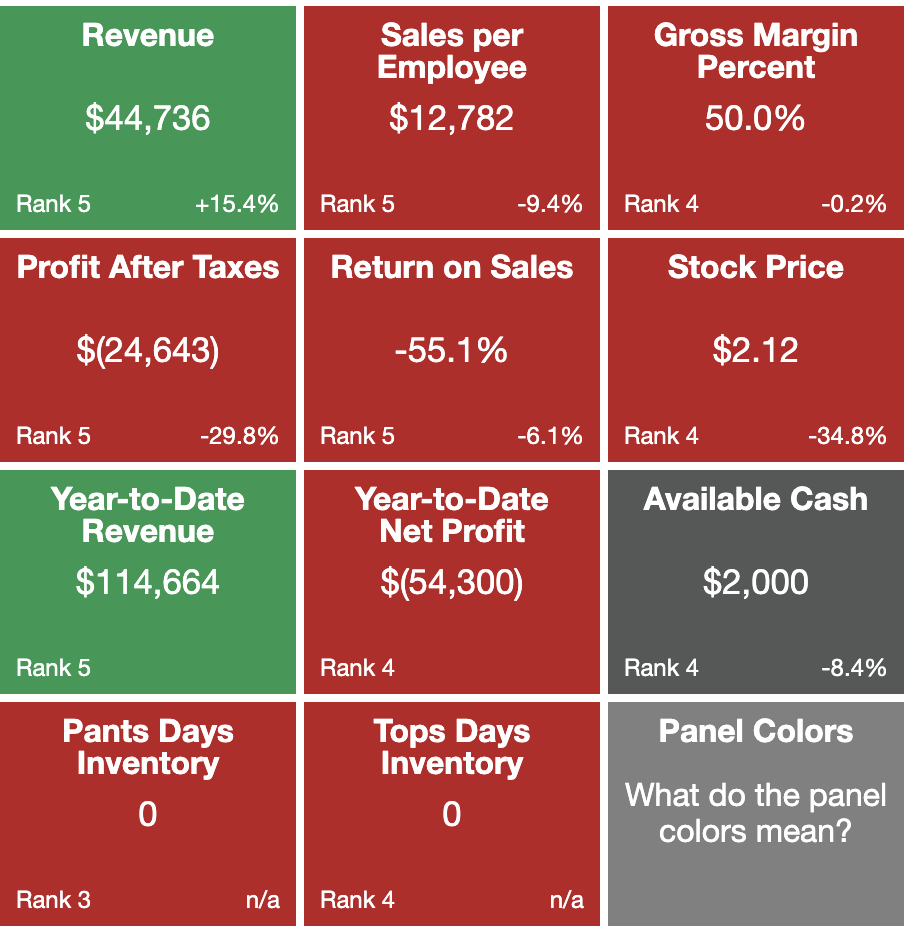 Revenue
$44,736
Rank 5 +15.4%
Sales per
Employee
$12,782
Rank 5 -9.4%
Gross Margin
Percent
50.0%
Rank 4 -0.2%
Profit After Taxes
$(24,643)
Rank 5 -29.8%
Return on Sales
-55.1%
Rank 5 -6.1%
Stock Price
$2.12
Rank 4 -34.8%
Year-to-Date
Revenue
$114,664
Rank 5
Year-to-Date
Net Profit
$(54,300)
Rank 4
Available Cash
$2,000
Rank 4 -8.4%
Pants Days
Inventory
0
Rank 3 n/a
Tops Days
Inventory
0
Rank 4 n/a
Panel Colors
What do the panel
colors mean?